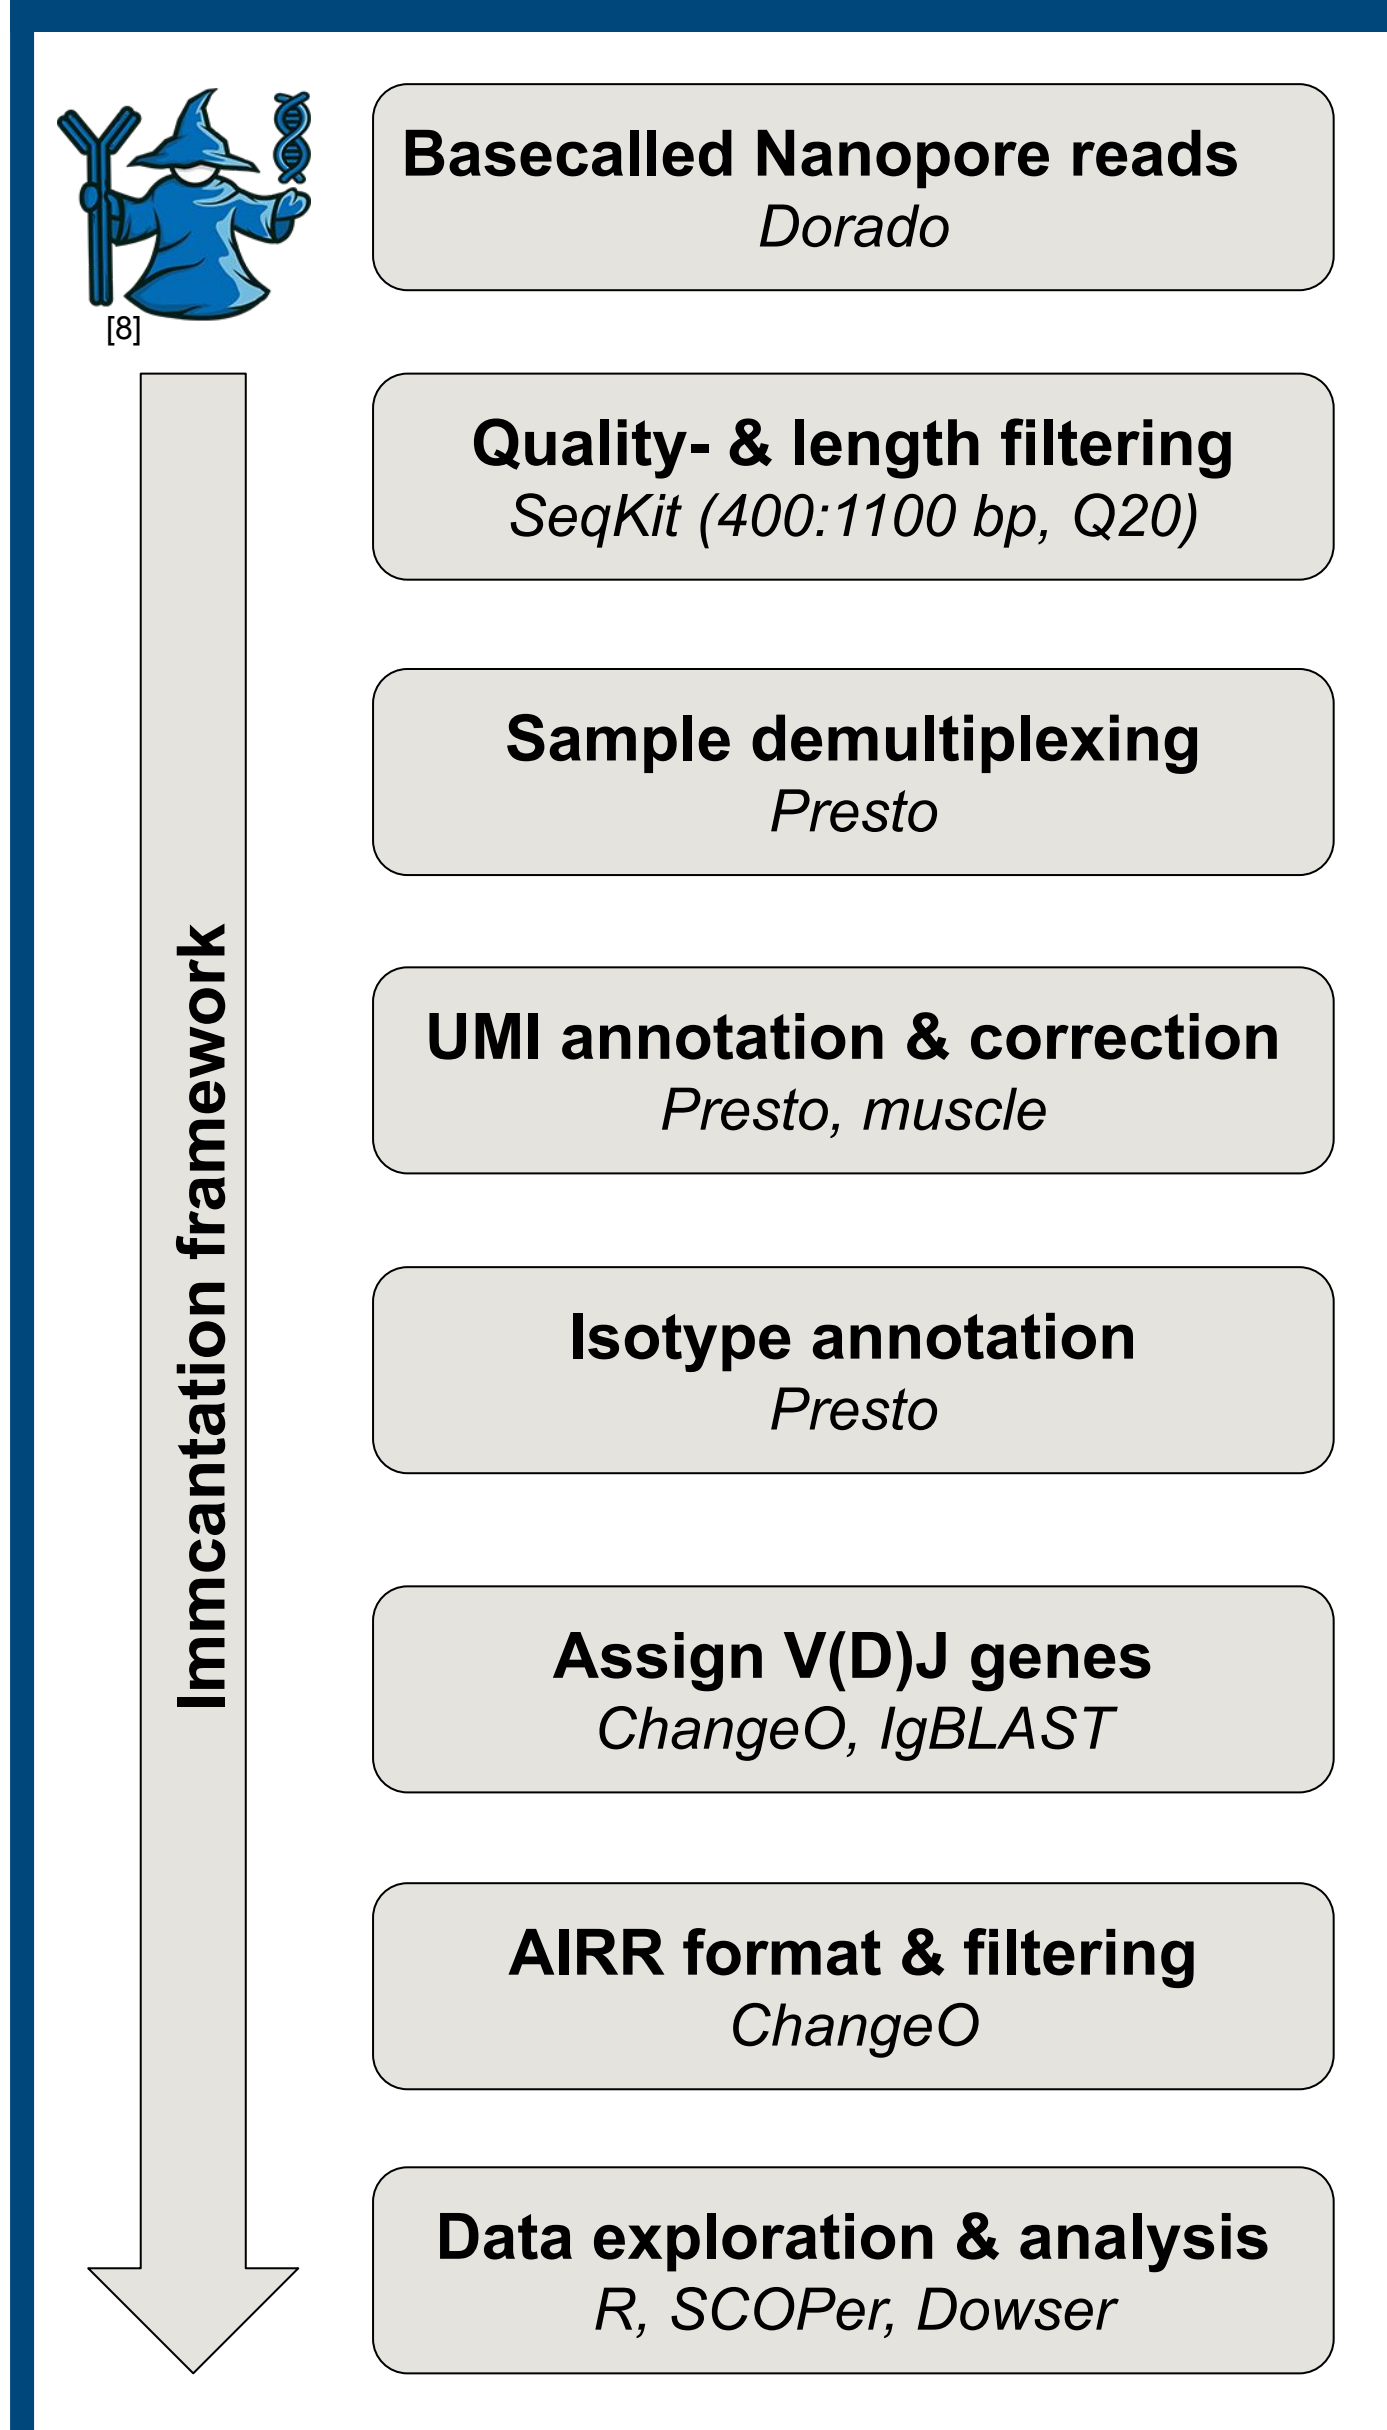 Basecalled Nanopore reads
Dorado
[8]
Quality- & length filtering
SeqKit (400:1100 bp, Q20)
Sample demultiplexing
Presto
UMI annotation & correction
Presto, muscle
Immcantation framework
Isotype annotation
Presto
Assign V(D)J genes
ChangeO, IgBLAST
AIRR format & filtering
ChangeO
Data exploration & analysis
R, SCOPer, Dowser